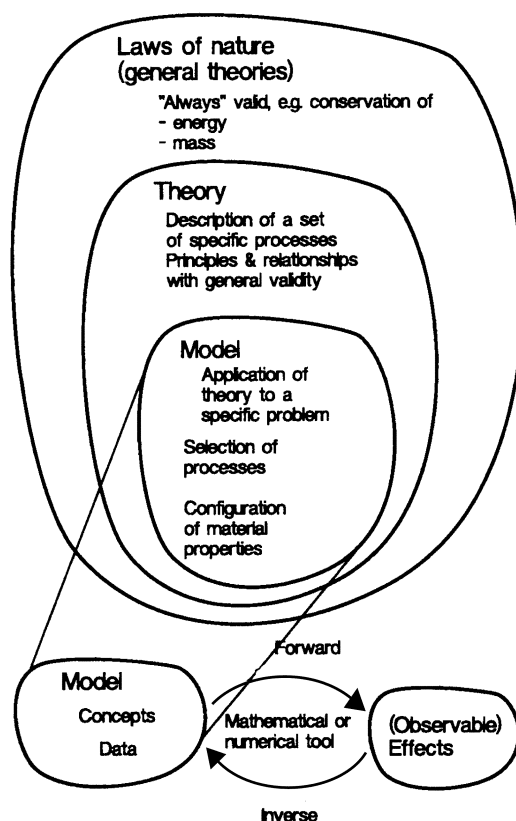 Laws of nature
(general theories)
"Always" valid, e.g. conservation of
- energy
- mass
Theory
Description of a set
of specific processes
Principles & relationships
with general validity
Model
Application of
theory to a
specific problem
Selection of
processes
Configuration
of material
properties
Forward
Model
Concepts
Data
Mathematical or
numerical tool
(Observable)
Effects
Inverse